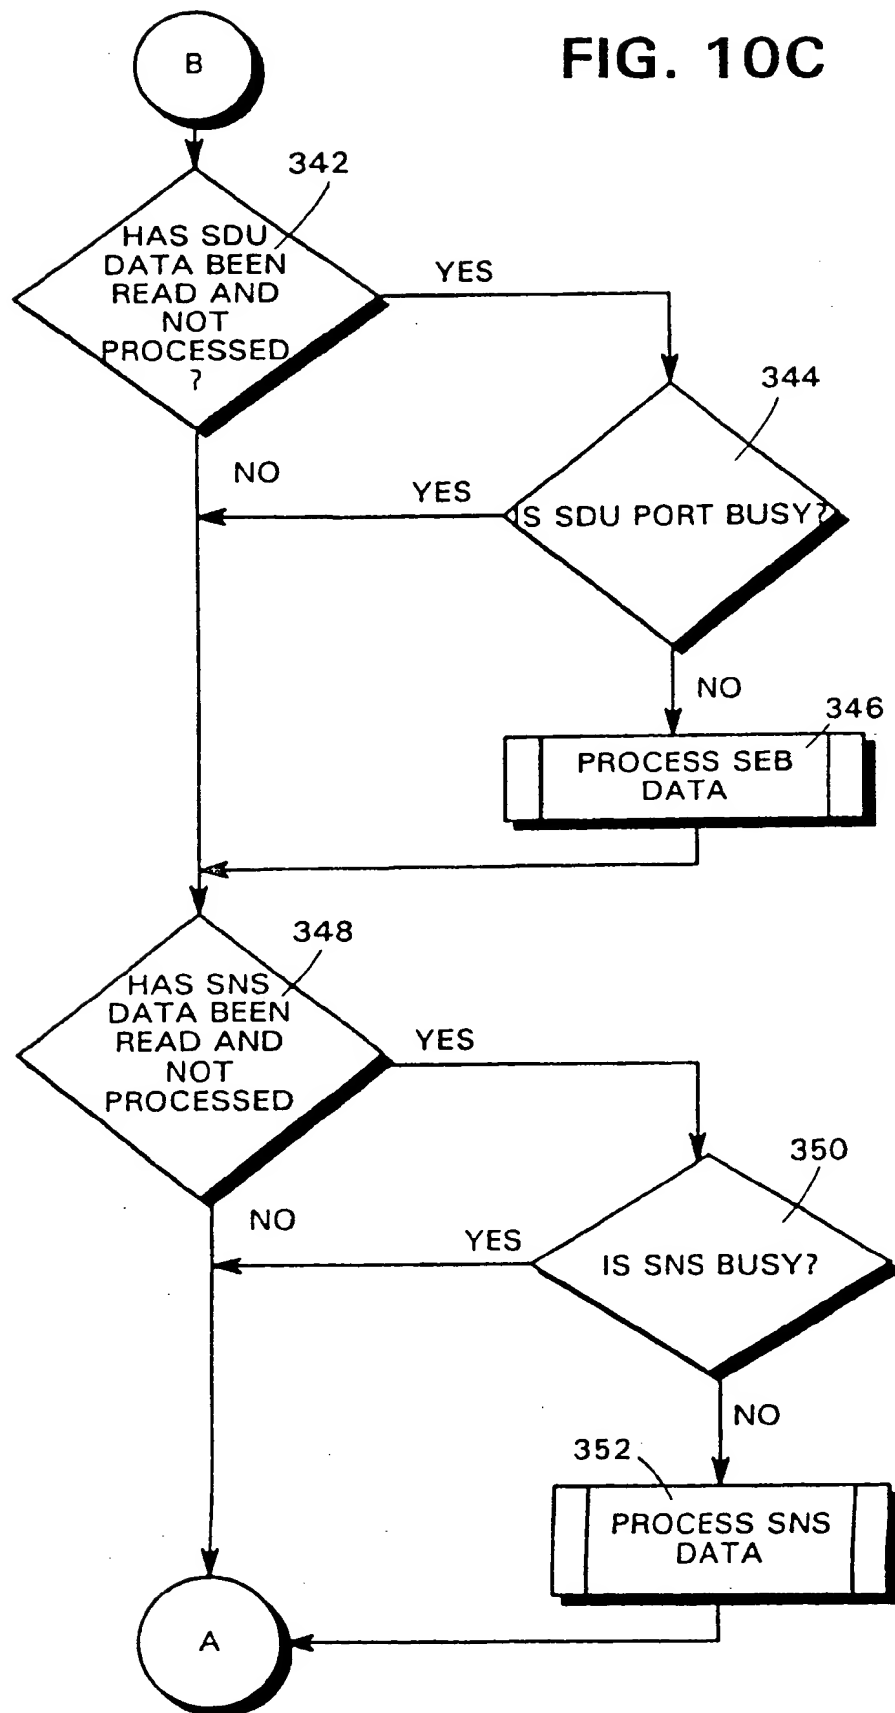 FIG. 10C
B
342
HAS SDU
DATA BEEN
READ AND
NOT
PROCESSED
?
YES
NO
344
YES
IS SDU PORT BUSY?
NO
346
PROCESS SEB
DATA
348
HAS SNS
DATA BEEN
READ AND
NOT
PROCESSED
YES
NO
350
YES
IS SNS BUSY?
NO
352
PROCESS SNS
DATA
A